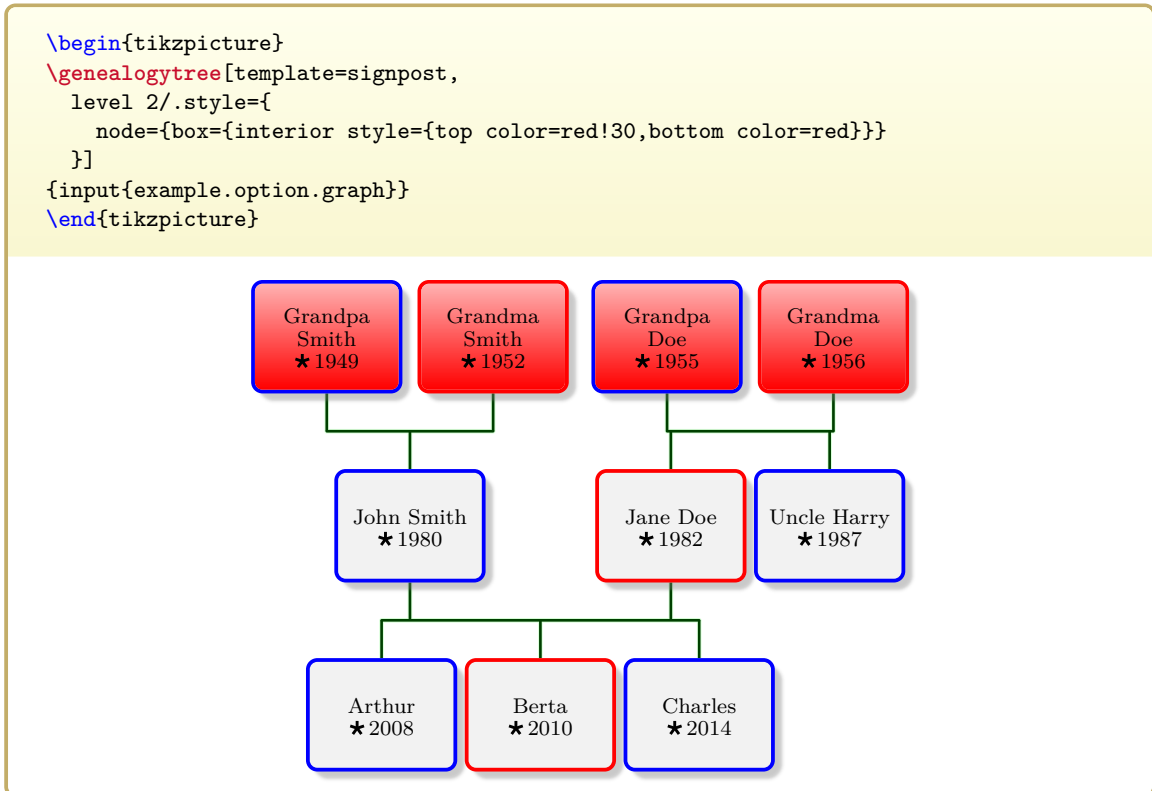 \begin{tikzpicture}
\genealogytree[template=signpost,
  level 2/.style={
    node={box={interior style={top color=red!30,bottom color=red}}}
  }]
{input{example.option.graph}}
\end{tikzpicture}
Grandpa
Smith
★1949
Grandma
Smith
★1952
Grandpa
Doe
★1955
Grandma
Doe
★1956
John Smith
★1980
Jane Doe
★1982
Uncle Harry
★1987
Arthur
★2008
Berta
★2010
Charles
★2014